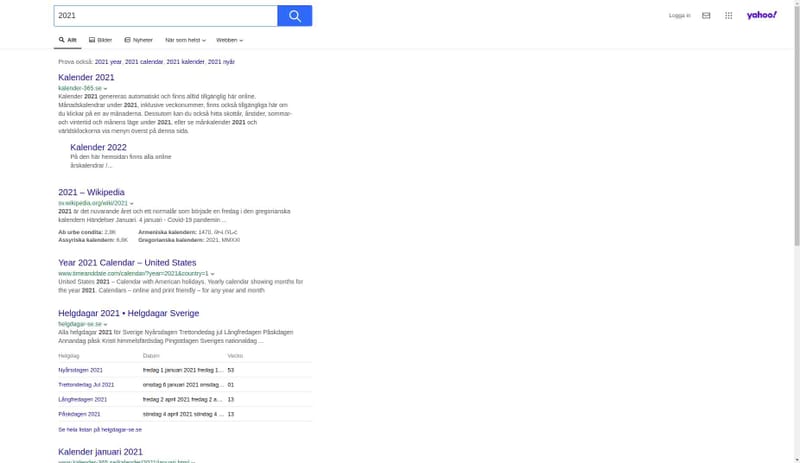 2021
Logga in
yahoo!
Allt
Bilder
Nyheter
När som helst
Webben
Prova också: 2021 year, 2021 calendar, 2021 kalender, 2021 nyår
Kalender 2021
kalender-365.se
Kalender 2021 genereras automatiskt och finns alltid tillgänglig här online.
Månadskalendrar under 2021, inklusive veckonummer, finns också tillgängliga här om
du klickar på en av månaderna. Dessutom kan du också hitta skottår, årstider, sommar-
och vintertid och månens läge under 2021, eller se månkalender 2021 och
världsklockorna via menyn överst på denna sida.
Kalender 2022
På den här hemsidan finns alla online
årskalendrar /...
2021 – Wikipedia
sv.wikipedia.org/wiki/2021
2021 är det nuvarande året och ett normalår som började en fredag i den gregorianska
kalendern Händelser Januari. 4 januari - Covid-19 pandemin ...
Ab urbe condita: 2,8K
Armeniska kalendern: 1470,
Assyriska kalendern: 6,8K
Gregorianska kalendern: 2021, MMXXI
Year 2021 Calendar – United States
www.timeanddate.com/calendar/?year=2021&country=1
United States 2021 – Calendar with American holidays. Yearly calendar showing months for
the year 2021. Calendars – online and print friendly – for any year and month
Helgdagar 2021 • Helgdagar Sverige
helgdagar-se.se
Alla helgdagar 2021 för Sverige Nyårsdagen Trettondedag jul Långfredagen Påskdagen
Annandag påsk Kristi himmelsfärdsdag Pingstdagen Sveriges nationaldag ...
Helgdag Datum Vecka
Nyårsdagen 2021 fredag 1 januari 2021 fredag 1... 53
Trettondedag Jul 2021 onsdag 6 januari 2021 onsdag... 01
Långfredagen 2021 fredag 2 april 2021 fredag 2 a... 13
Påskdagen 2021 söndag 4 april 2021 söndag 4 ... 13
Se hela listan på helgdagar-se.se
Kalender januari 2021
www.kalender-365.se/kalender/2021/januari.html